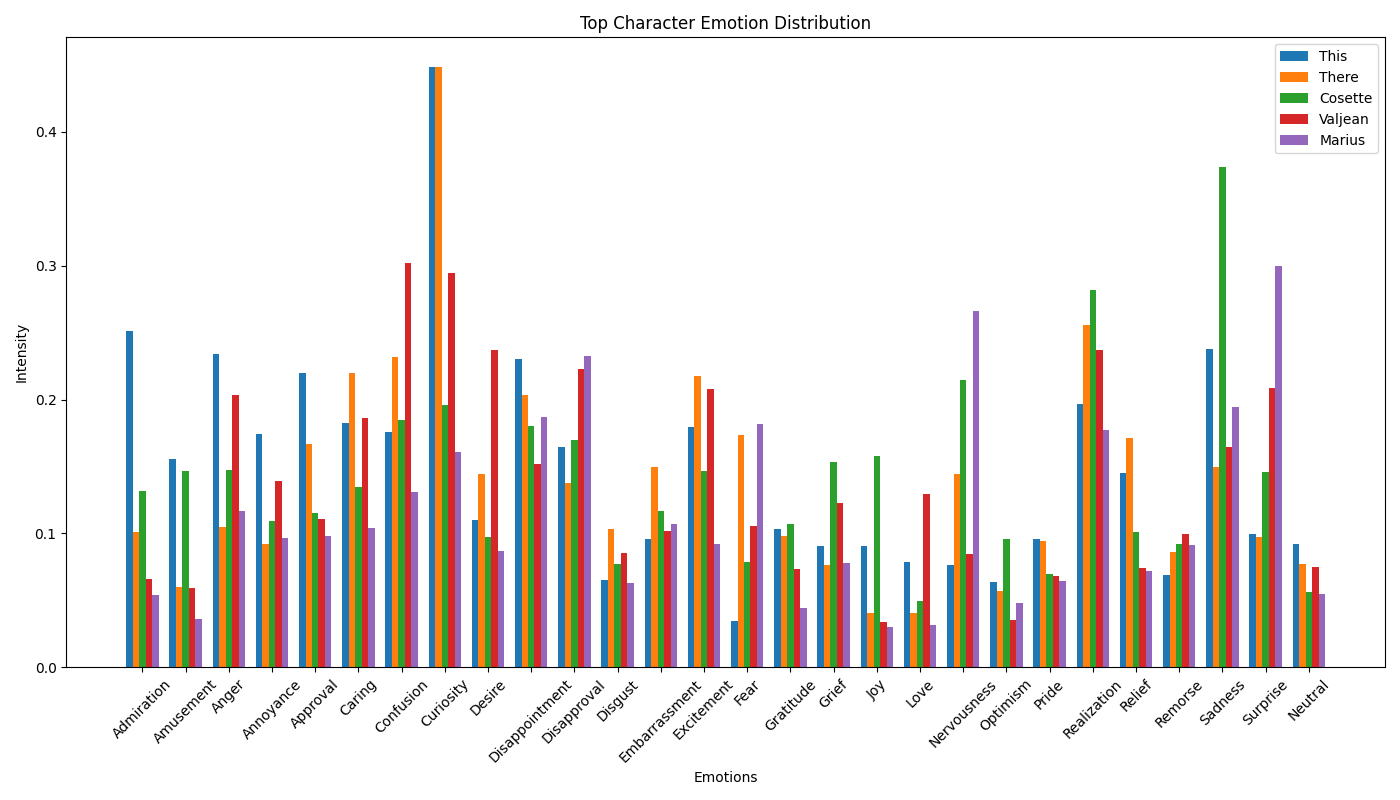 Top Character Emotion Distribution
This
There
Cosette
Valjean
Marius
Intensity
0.4
0.3
0.2
0.1
0.0
Admiration
Amusement
Anger
Annoyance
Approval
Caring
Confusion
Curiosity
Desire
Disappointment
Disapproval
Disgust
Embarrassment
Excitement
Fear
Gratitude
Grief
Joy
Love
Nervousness
Optimism
Pride
Realization
Relief
Remorse
Sadness
Surprise
Neutral
Emotions